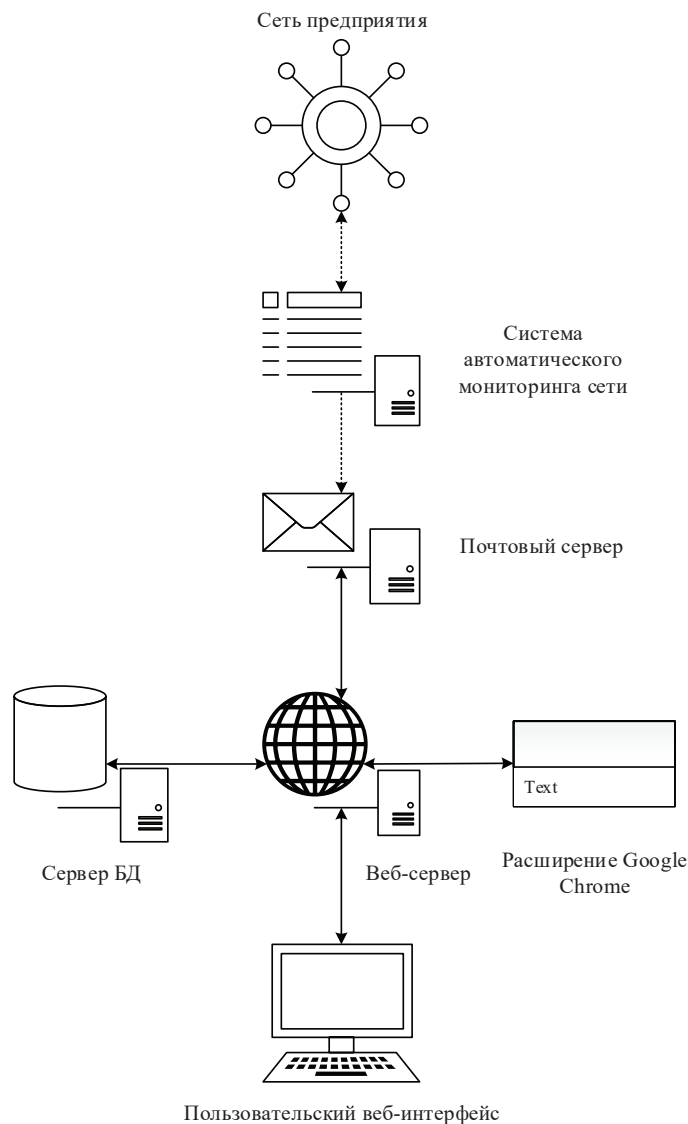 Сеть предприятия
Система
автоматического
мониторинга сети
Почтовый сервер
Text
Сервер БД
Веб-сервер
Расширение Google
Chrome
Пользовательский веб-интерфейс